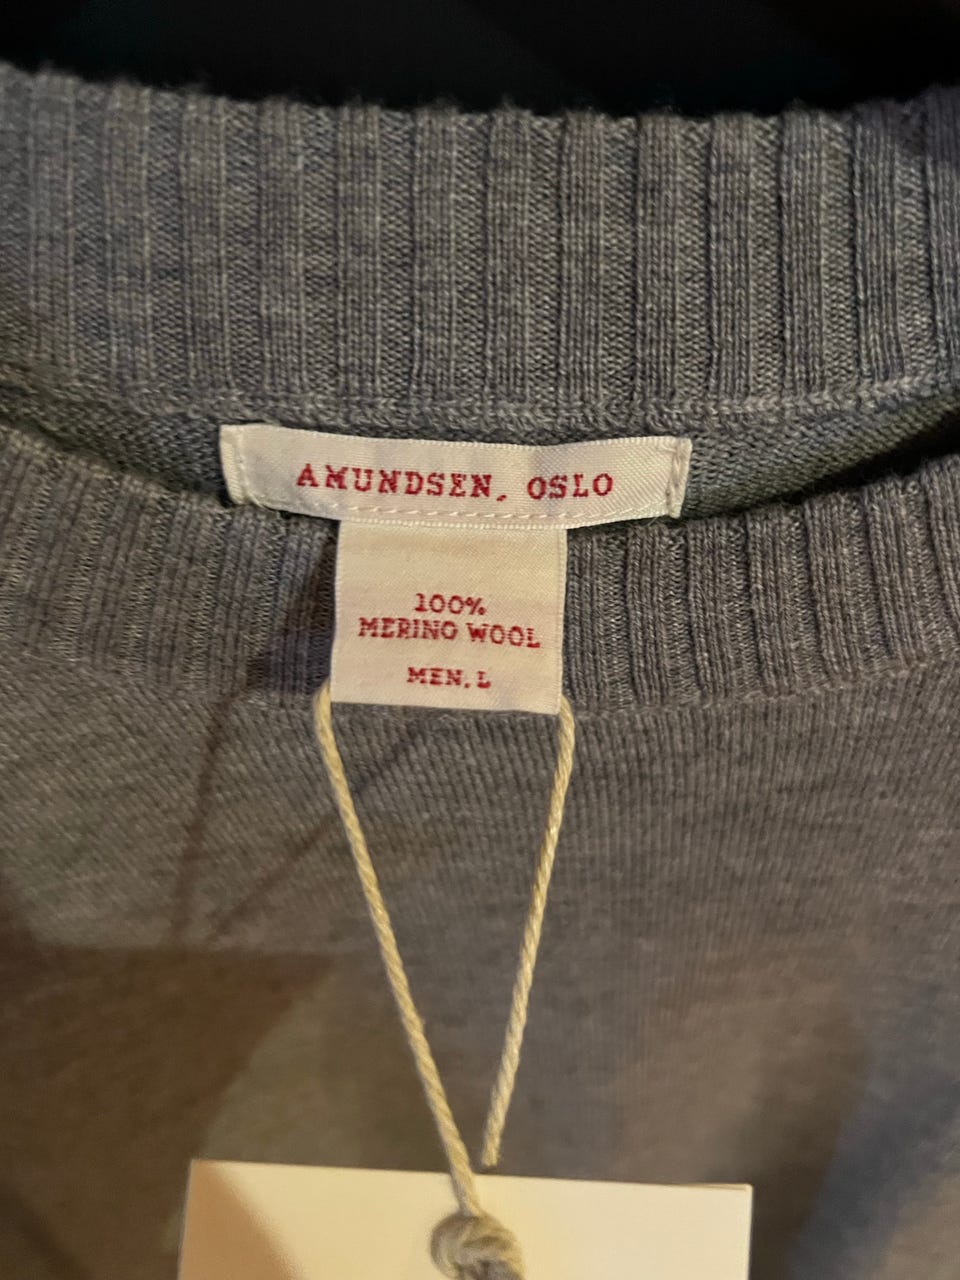 AMUNDSEN, OSLO
100%
MERINO WOOL
MEN. L